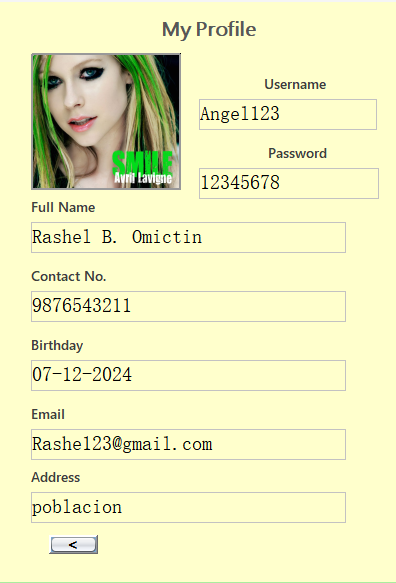 My Profile
SMILE
Avril Lavigne
Username
Angel123
Password
12345678
Full Name
Rashel B. Omictin
Contact No.
9876543211
Birthday
07-12-2024
Email
Rashel23@gmail.com
Address
poblacion
<